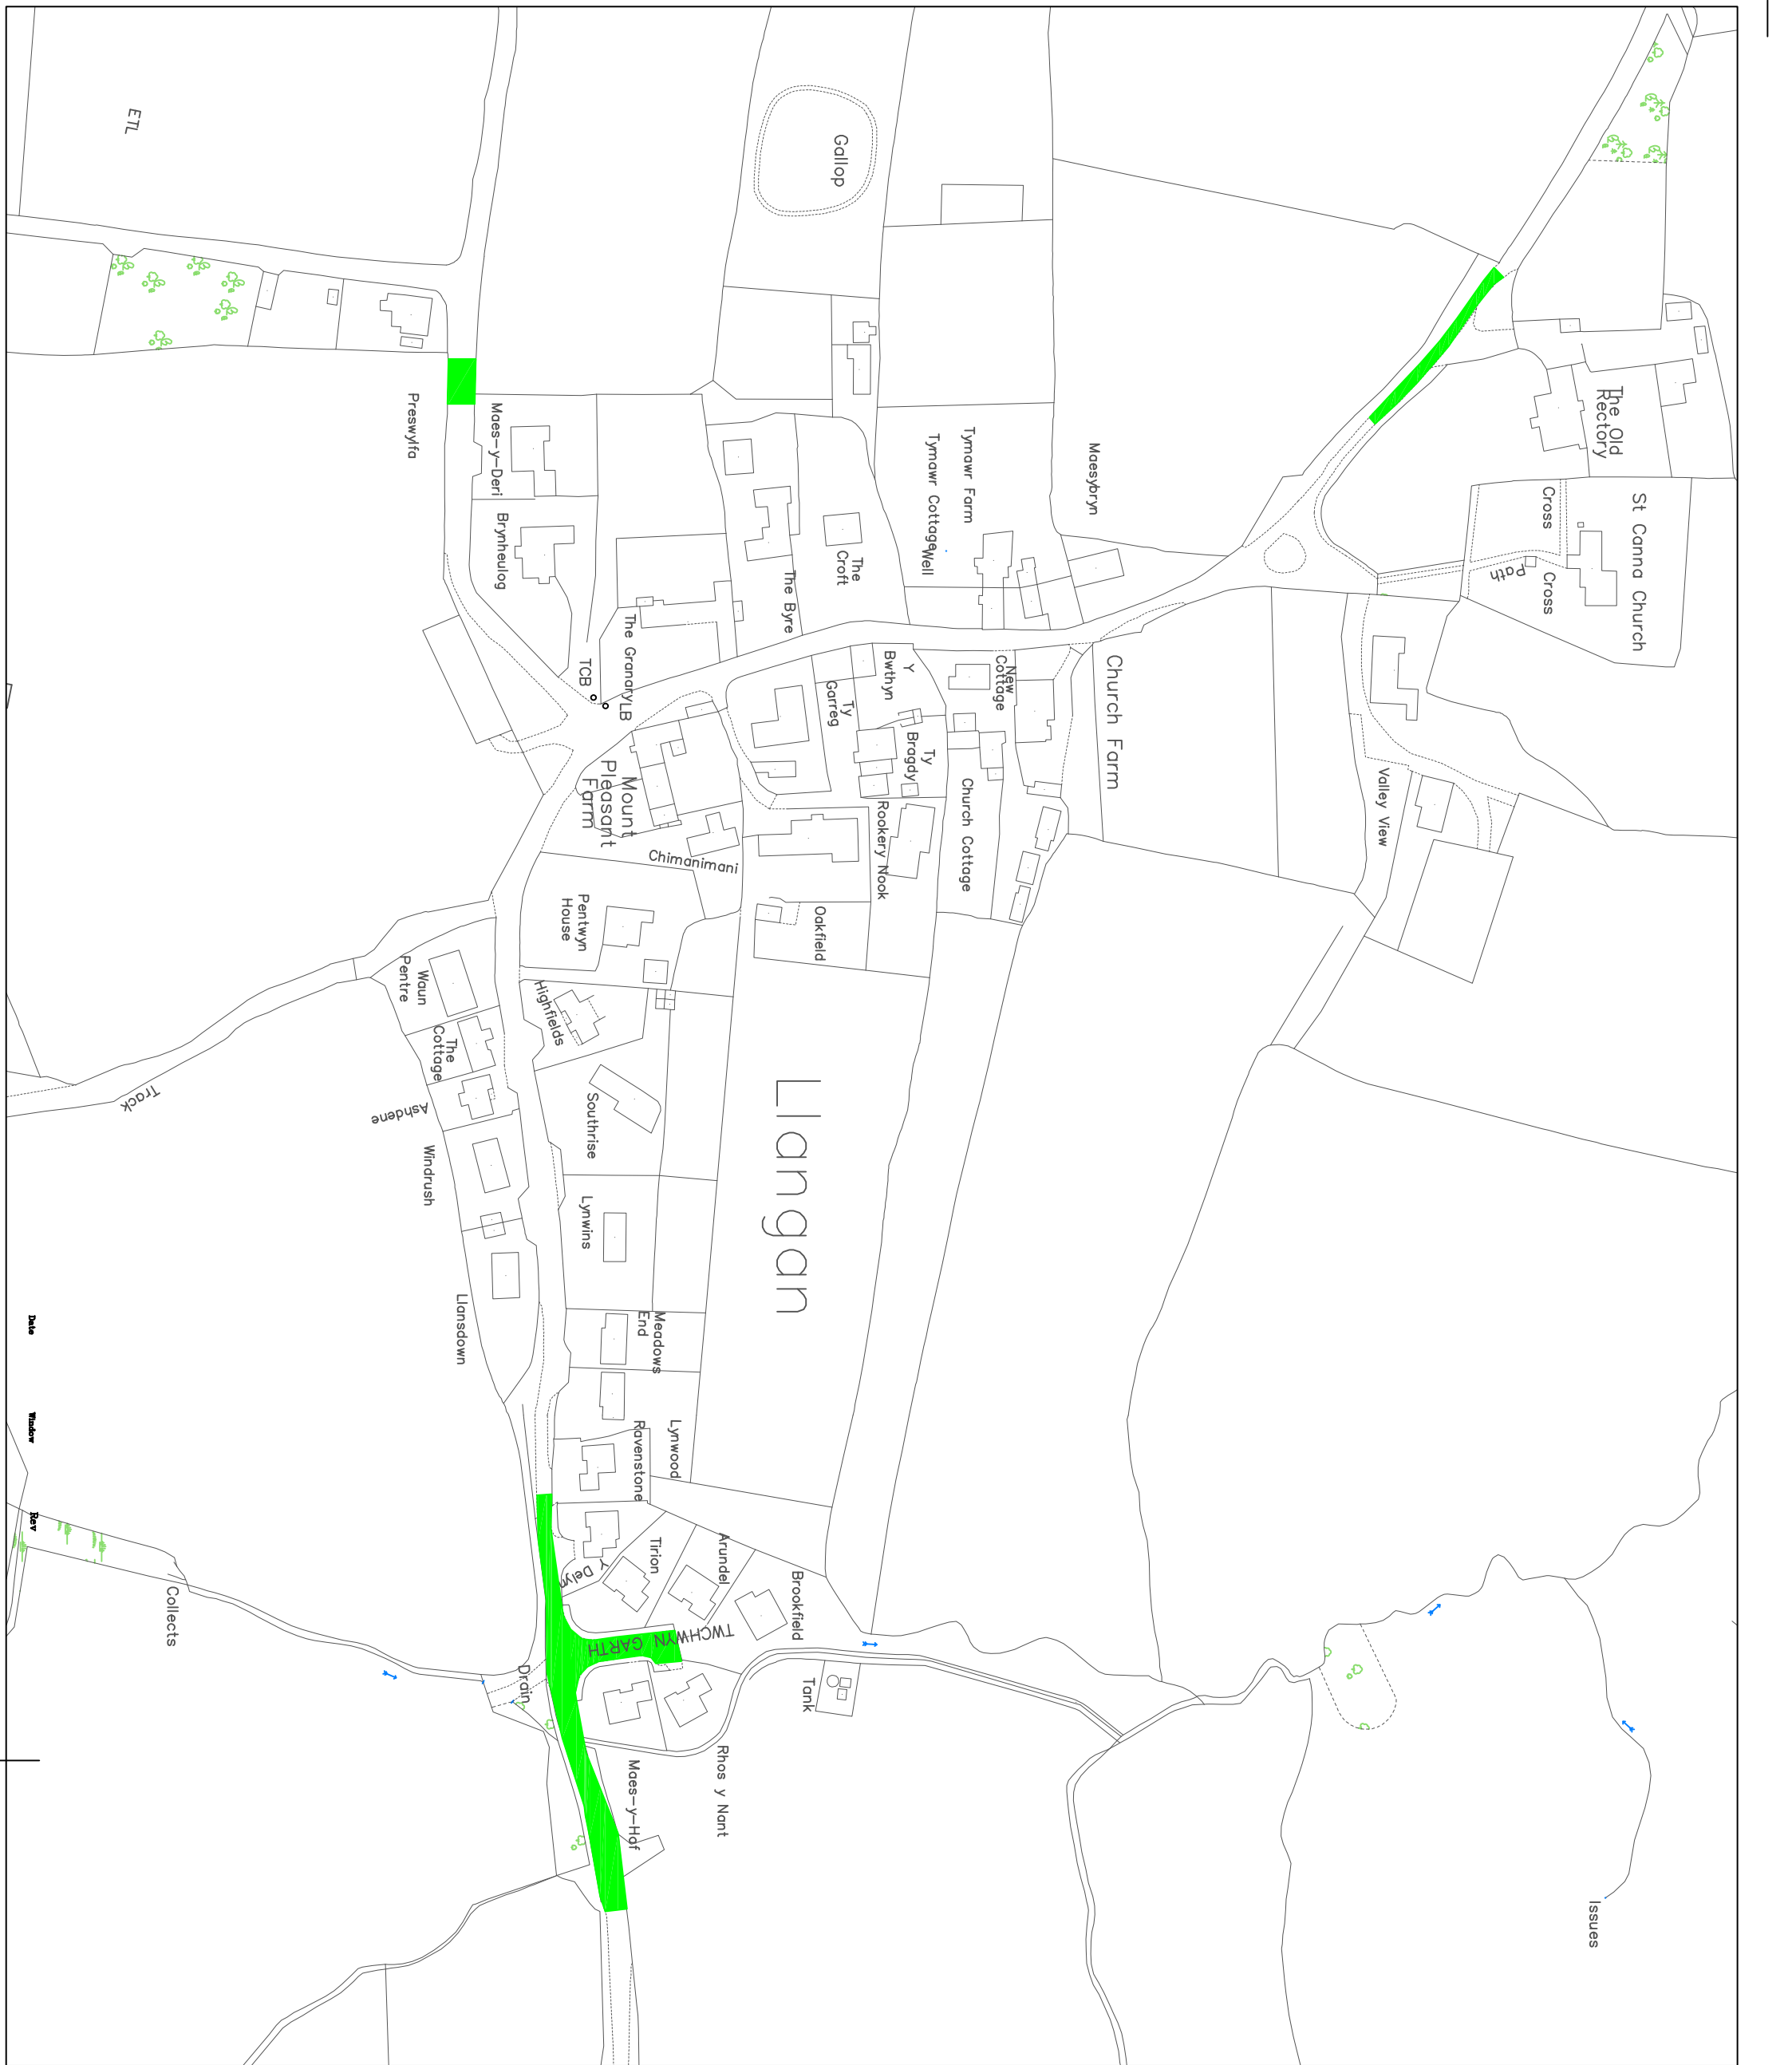 ETL
Gallop
The Old
Rectory
St Canna Church
Cross
Cross
Path
Preswylfa
Maes-y-Deri
Brynheulog
Tymawr Cottage
Tymawr Farm
Well
Maesybryn
The
Croft
The Byre
The Granary
TCB
LB
Y
Bwthyn
Ty
Garreg
Ty
Bragdy
New
Cottage
Church Farm
Church Cottage
Rookery Nook
Valley View
Mount
Pleasant
Farm
Chimanimani
Oakfield
Pentwyn
House
Waun
Pentre
The
Cottage
Highfields
Ashdene
Track
Southrise
Windrush
Llangan
Lynwins
Llansdown
Meadows
End
Lynwood
Ravenstone
Y Delyn
Tirion
Arundel
Brookfield
TWCHWYN GARTH
Drain
Tank
Collects
Maes-y-Haf
Rhos y Nant
Issues
Date
Window
Rev